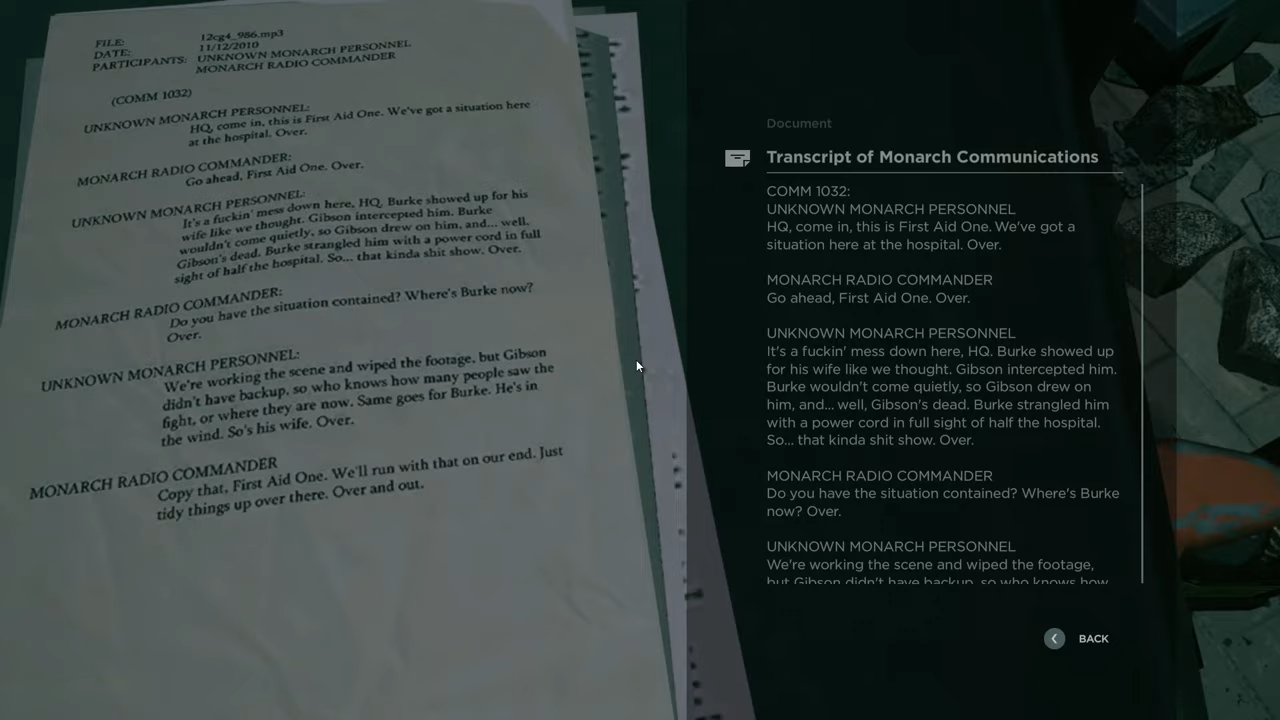 FILE: 12cg4_986.mp3
DATE: 11/12/2010
PARTICIPANTS: UNKNOWN MONARCH PERSONNEL
MONARCH RADIO COMMANDER
(COMM 1032)
UNKNOWN MONARCH PERSONNEL:
HQ, come in, this is First Aid One. We've got a situation here
at the hospital. Over.
MONARCH RADIO COMMANDER:
Go ahead, First Aid One. Over.
UNKNOWN MONARCH PERSONNEL:
It's a fuckin' mess down here, HQ. Burke showed up for his
wife like we thought. Gibson intercepted him. Burke
wouldn't come quietly, so Gibson drew on him, and... well,
Gibson's dead. Burke strangled him with a power cord in full
sight of half the hospital. So... that kinda shit show. Over.
MONARCH RADIO COMMANDER:
Do you have the situation contained? Where's Burke now?
Over.
UNKNOWN MONARCH PERSONNEL:
We're working the scene and wiped the footage, but Gibson
didn't have backup, so who knows how many people saw the
fight, or where they are now. Same goes for Burke. He's in
the wind. So's his wife. Over.
MONARCH RADIO COMMANDER
Copy that, First Aid One. We'll run with that on our end. Just
tidy things up over there. Over and out.
Document
Transcript of Monarch Communications
COMM 1032:
UNKNOWN MONARCH PERSONNEL
HQ, come in, this is First Aid One. We've got a
situation here at the hospital. Over.
MONARCH RADIO COMMANDER
Go ahead, First Aid One. Over.
UNKNOWN MONARCH PERSONNEL
It's a fuckin' mess down here, HQ. Burke showed up
for his wife like we thought. Gibson intercepted him.
Burke wouldn't come quietly, so Gibson drew on
him, and... well, Gibson's dead. Burke strangled him
with a power cord in full sight of half the hospital.
So... that kinda shit show. Over.
MONARCH RADIO COMMANDER
Do you have the situation contained? Where's Burke
now? Over.
UNKNOWN MONARCH PERSONNEL
We're working the scene and wiped the footage,
but Gibson didn't have backup, so who knows how
BACK